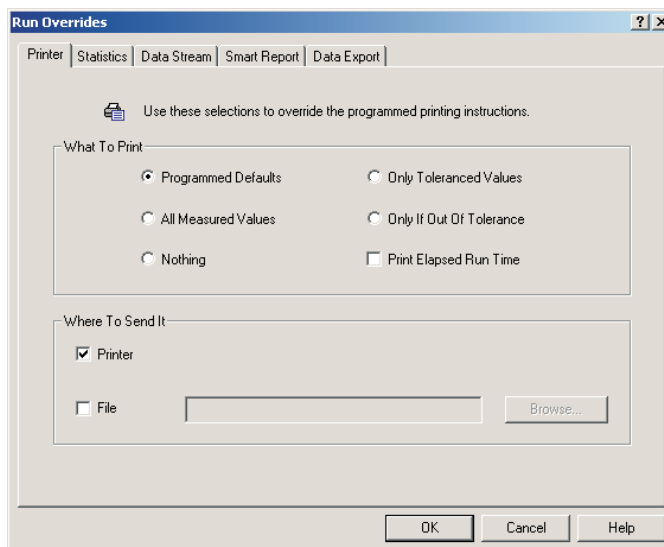 Run Overrides
Printer Statistics Data Stream Smart Report Data Export
Use these selections to override the programmed printing instructions.
What To Print
Programmed Defaults Only Toleranced Values
All Measured Values Only If Out Of Tolerance
Nothing Print Elapsed Run Time
Where To Send It
Printer
File Browse...
OK Cancel Help